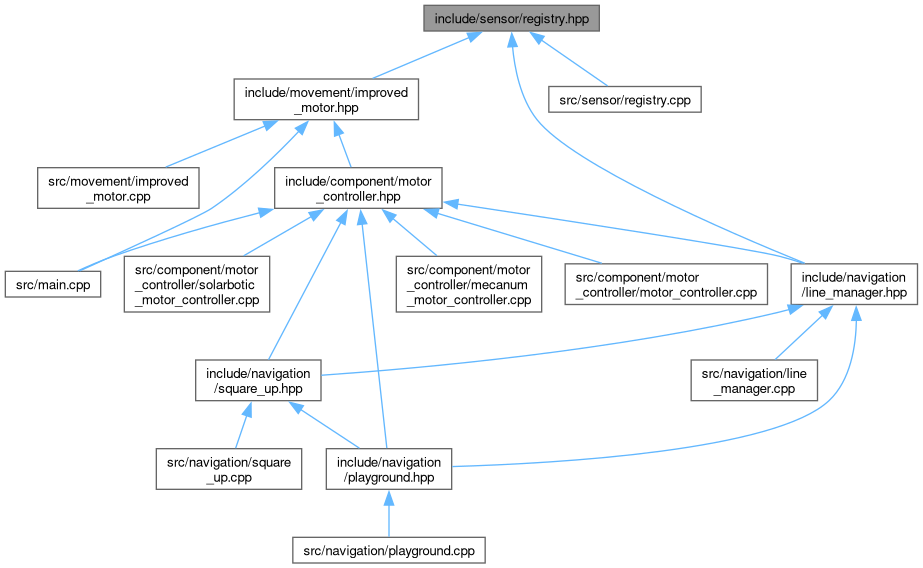 include/sensor/registry.hpp
include/movement/improved
_motor.hpp
src/sensor/registry.cpp
src/movement/improved
_motor.cpp
include/component/motor
_controller.hpp
src/main.cpp
src/component/motor
_controller/solarbotic
_motor_controller.cpp
src/component/motor
_controller/mecanum
_motor_controller.cpp
src/component/motor
_controller/motor_controller.cpp
include/navigation
/line_manager.hpp
include/navigation
/square_up.hpp
src/navigation/line
_manager.cpp
src/navigation/square
_up.cpp
include/navigation
/playground.hpp
src/navigation/playground.cpp